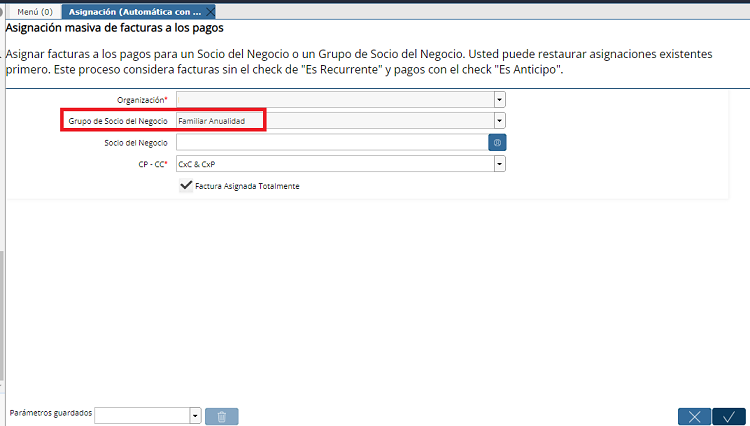 Menú (0) Asignación (Automática con ...
Asignación masiva de facturas a los pagos
Asignar facturas a los pagos para un Socio del Negocio o un Grupo de Socio del Negocio. Usted puede restaurar asignaciones existentes
primero. Este proceso considera facturas sin el check de "Es Recurrente" y pagos con el check "Es Anticipo".
Organización*
Grupo de Socio del Negocio Familiar Anualidad
Socio del Negocio
CP - CC* CxC & CxP
Factura Asignada Totalmente
Parámetros guardados